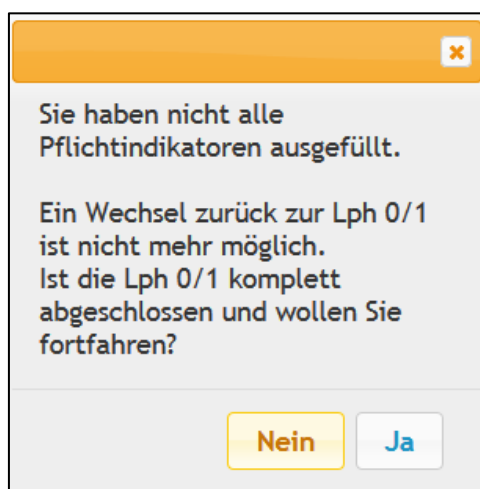 Sie haben nicht alle
Pflichtindikatoren ausgefüllt.
Ein Wechsel zurück zur Lph 0/1
ist nicht mehr möglich.
Ist die Lph 0/1 komplett
abgeschlossen und wollen Sie
fortfahren?
Nein Ja